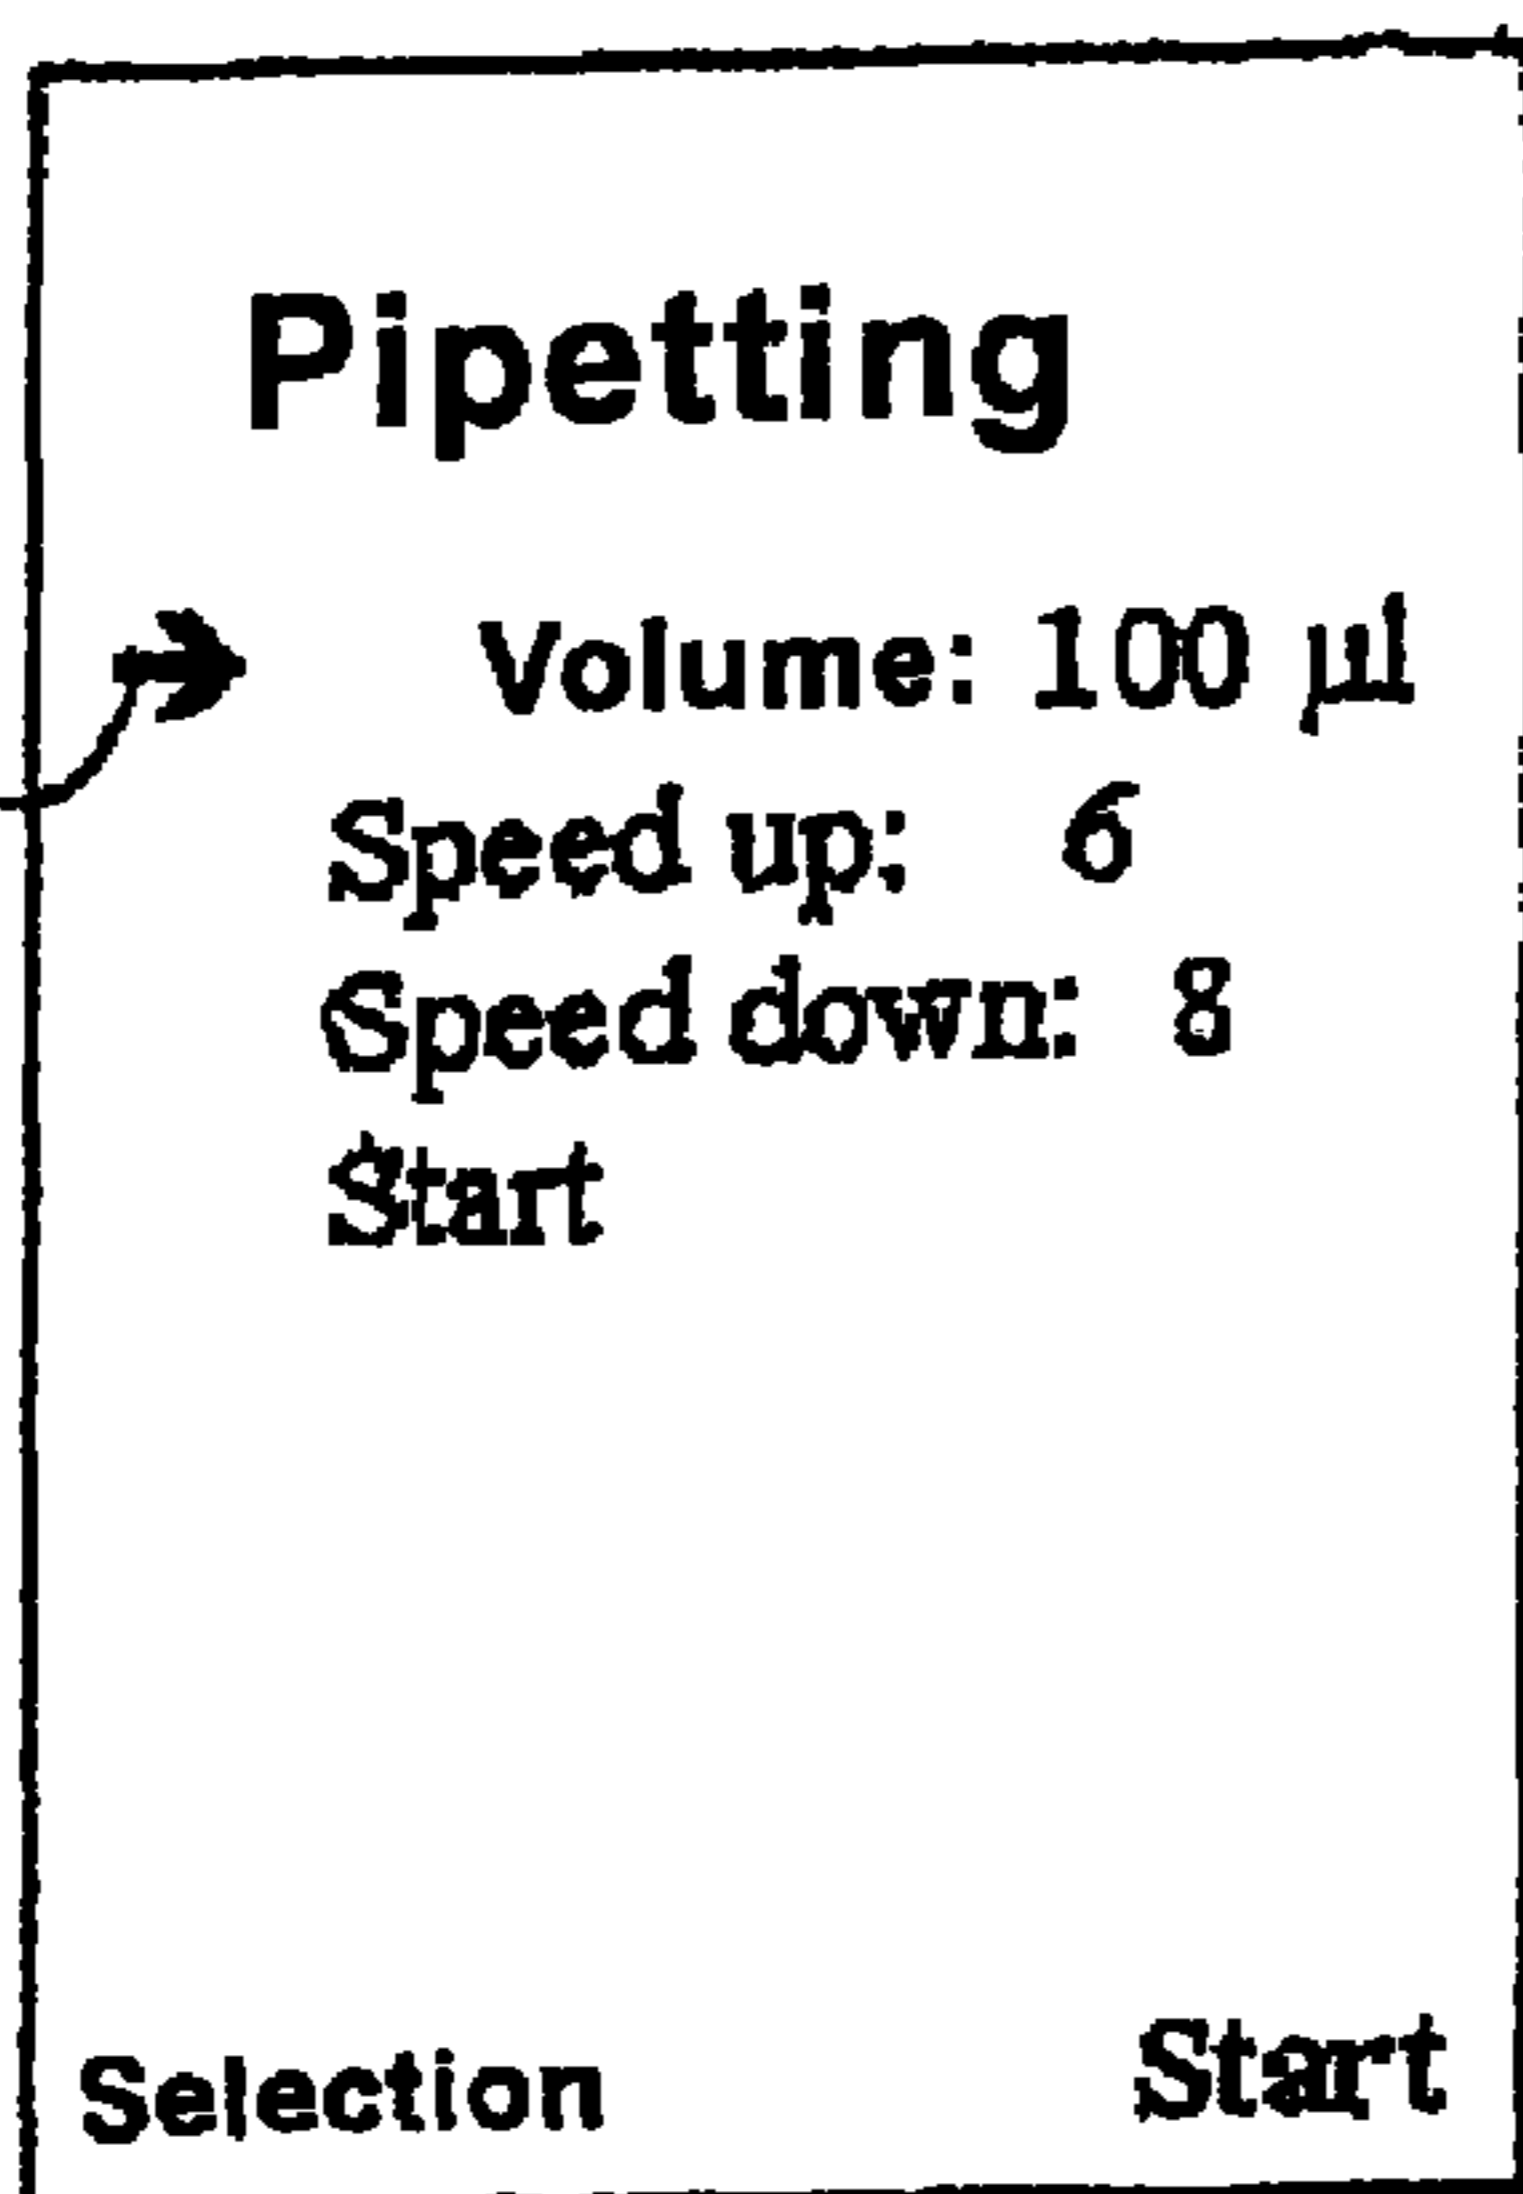 Pipetting
Volume: 100 µl
Speed up: 6
Speed down: 8
Start
Selection Start